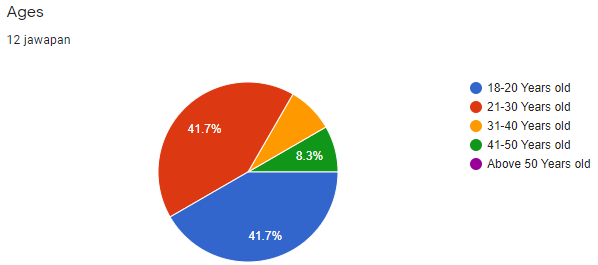 Ages
12 jawapan
18-20 Years old
21-30 Years old
31-40 Years old
41-50 Years old
Above 50 Years old
41.7%
8.3%
41.7%